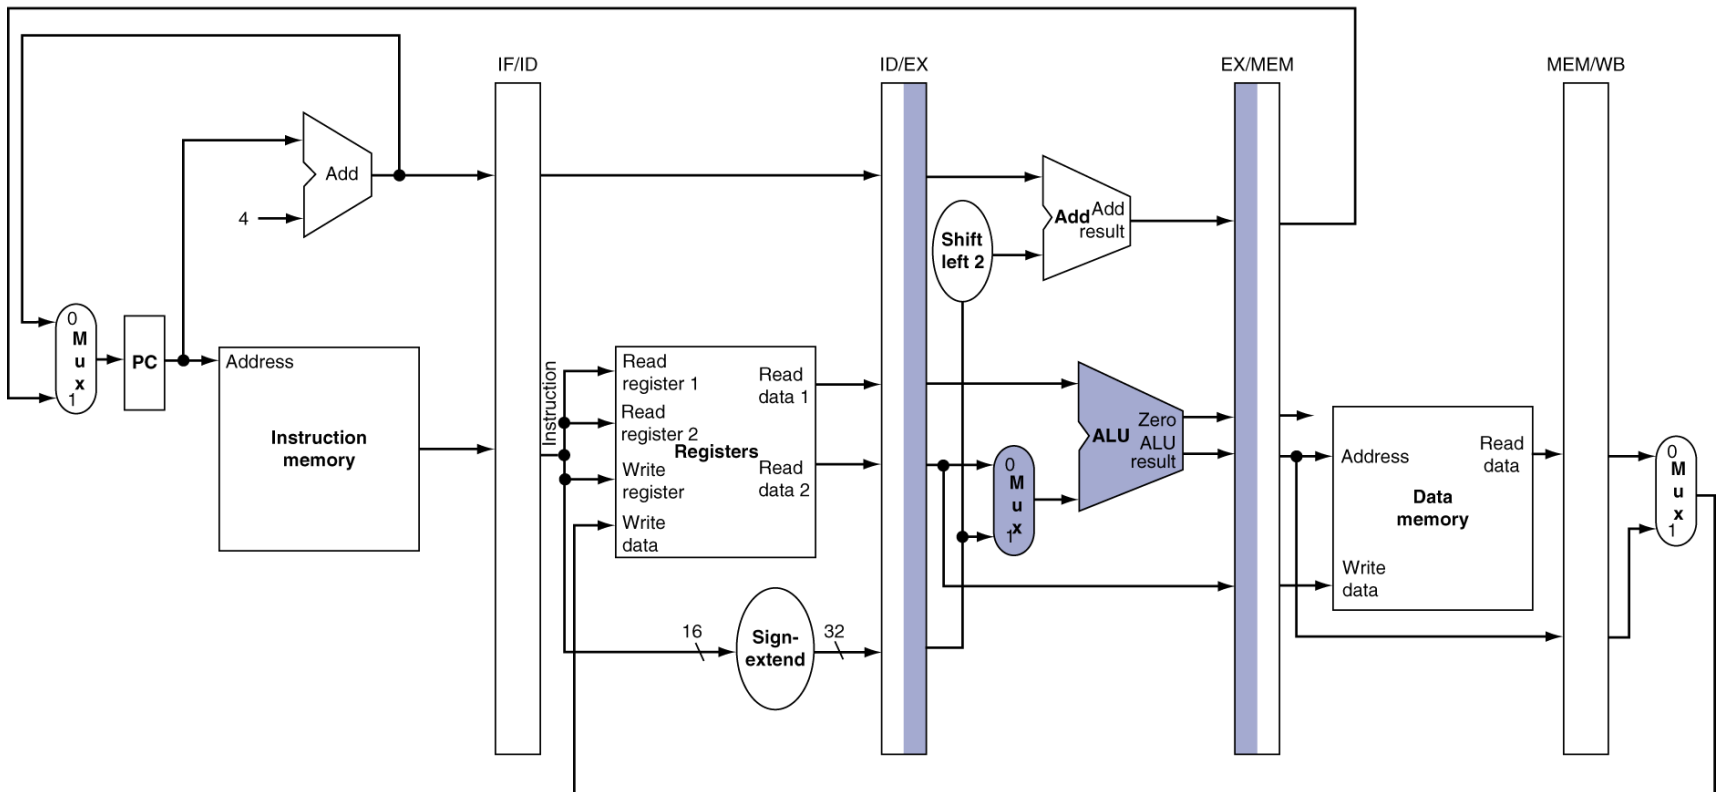 IF/ID
ID/EX
EX/MEM
MEM/WB
Add
4
Add Add
result
Shift
left 2
0
M
u
x
1
PC
Address
Instruction
memory
Instruction
Read
register 1
Read
register 2
Write
register
Write
data
Registers
Read
data 1
Read
data 2
16
Sign-
extend
32
0
M
u
x
1
Zero
ALU
ALU
result
Address
Read
data
Data
memory
Write
data
0
M
u
x
1